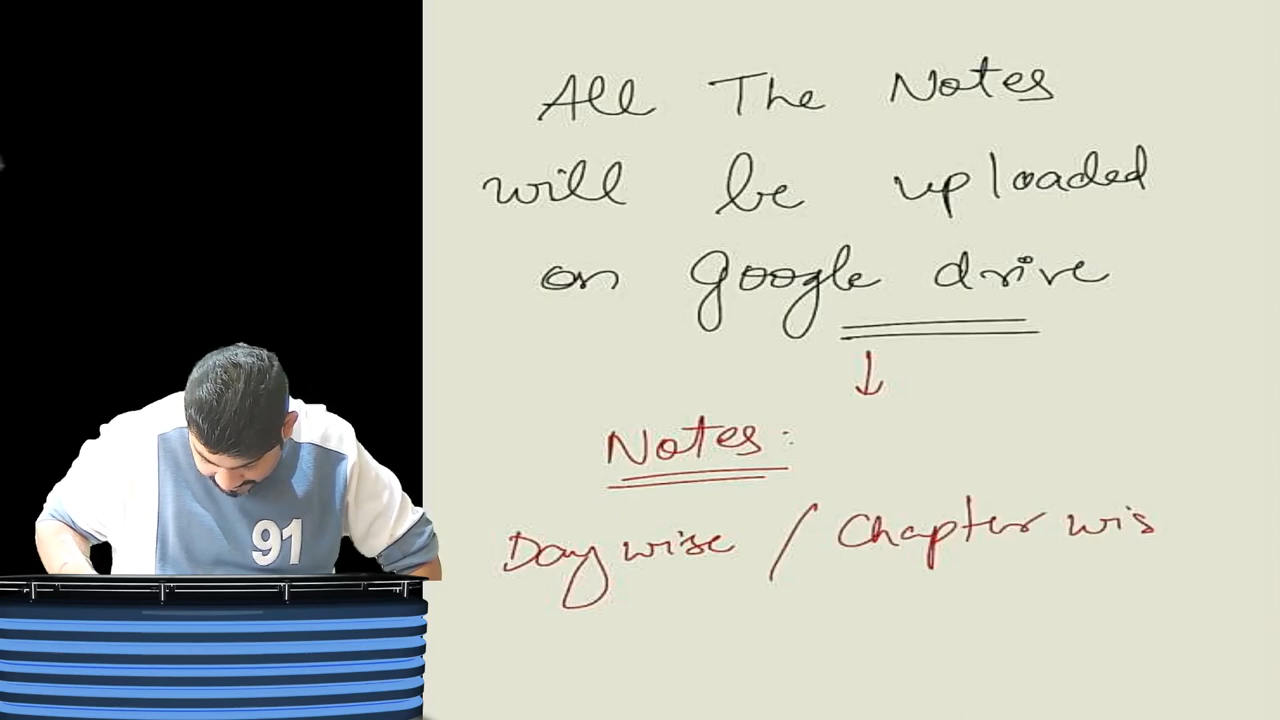 All The Notes
will be uploaded
on google drive
↓
Notes:
Day wise / Chapter wis
91